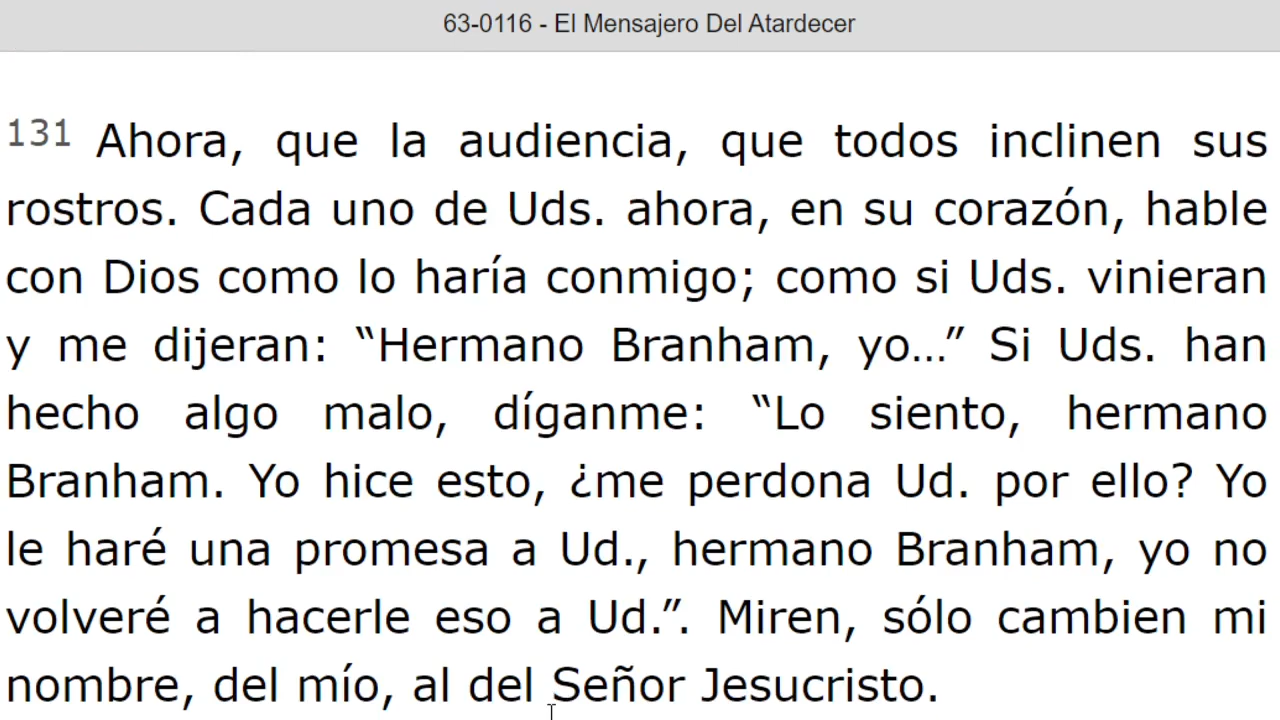 63-0116 - El Mensajero Del Atardecer
131 Ahora, que la audiencia, que todos inclinen sus
rostros. Cada uno de Uds. ahora, en su corazón, hable
con Dios como lo haría conmigo; como si Uds. vinieran
y me dijeran: “Hermano Branham, yo…” Si Uds. han
hecho algo malo, díganme: “Lo siento, hermano
Branham. Yo hice esto, ¿me perdona Ud. por ello? Yo
le haré una promesa a Ud., hermano Branham, yo no
volveré a hacerle eso a Ud.”. Miren, sólo cambien mi
nombre, del mío, al del Señor Jesucristo.